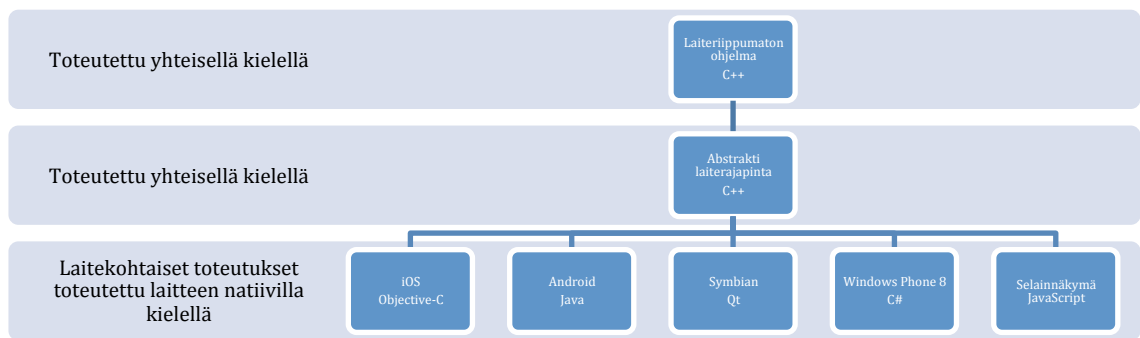 Toteutettu yhteisellä kielellä
Laiteriippumaton
ohjelma
C++
Toteutettu yhteisellä kielellä
Abstrakti
laiterajapinta
C++
Laitekohtaiset toteutukset
toteutettu laitteen natiivilla
kielellä
iOS
Objective-C
Android
Java
Symbian
Qt
Windows Phone 8
C#
Selainnäkymä
JavaScript